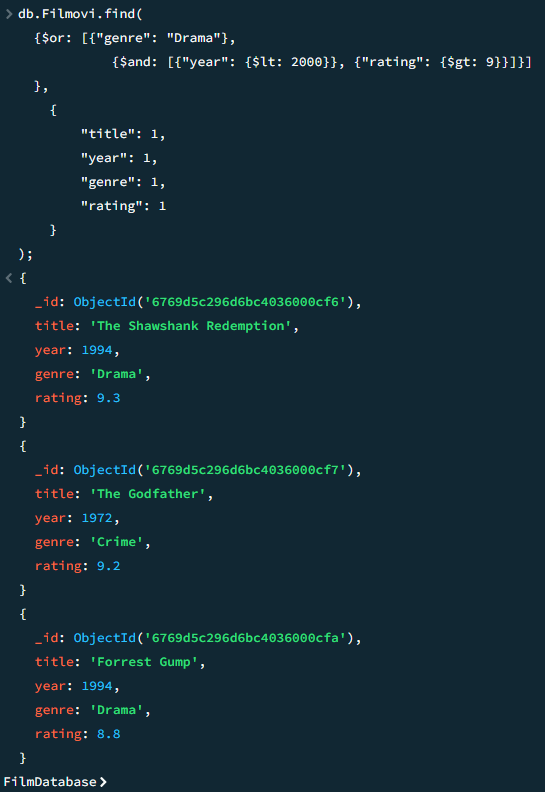 > db.Filmovi.find(
{$or: [{"genre": "Drama"},
{$and: [{"year": {$lt: 2000}}, {"rating": {$gt: 9}}]}]
},
{
"title": 1,
"year": 1,
"genre": 1,
"rating": 1
}
);
< {
_id: ObjectId('6769d5c296d6bc4036000cf6'),
title: 'The Shawshank Redemption',
year: 1994,
genre: 'Drama',
rating: 9.3
}
{
_id: ObjectId('6769d5c296d6bc4036000cf7'),
title: 'The Godfather',
year: 1972,
genre: 'Crime',
rating: 9.2
}
{
_id: ObjectId('6769d5c296d6bc4036000cfa'),
title: 'Forrest Gump',
year: 1994,
genre: 'Drama',
rating: 8.8
}
FilmDatabase>